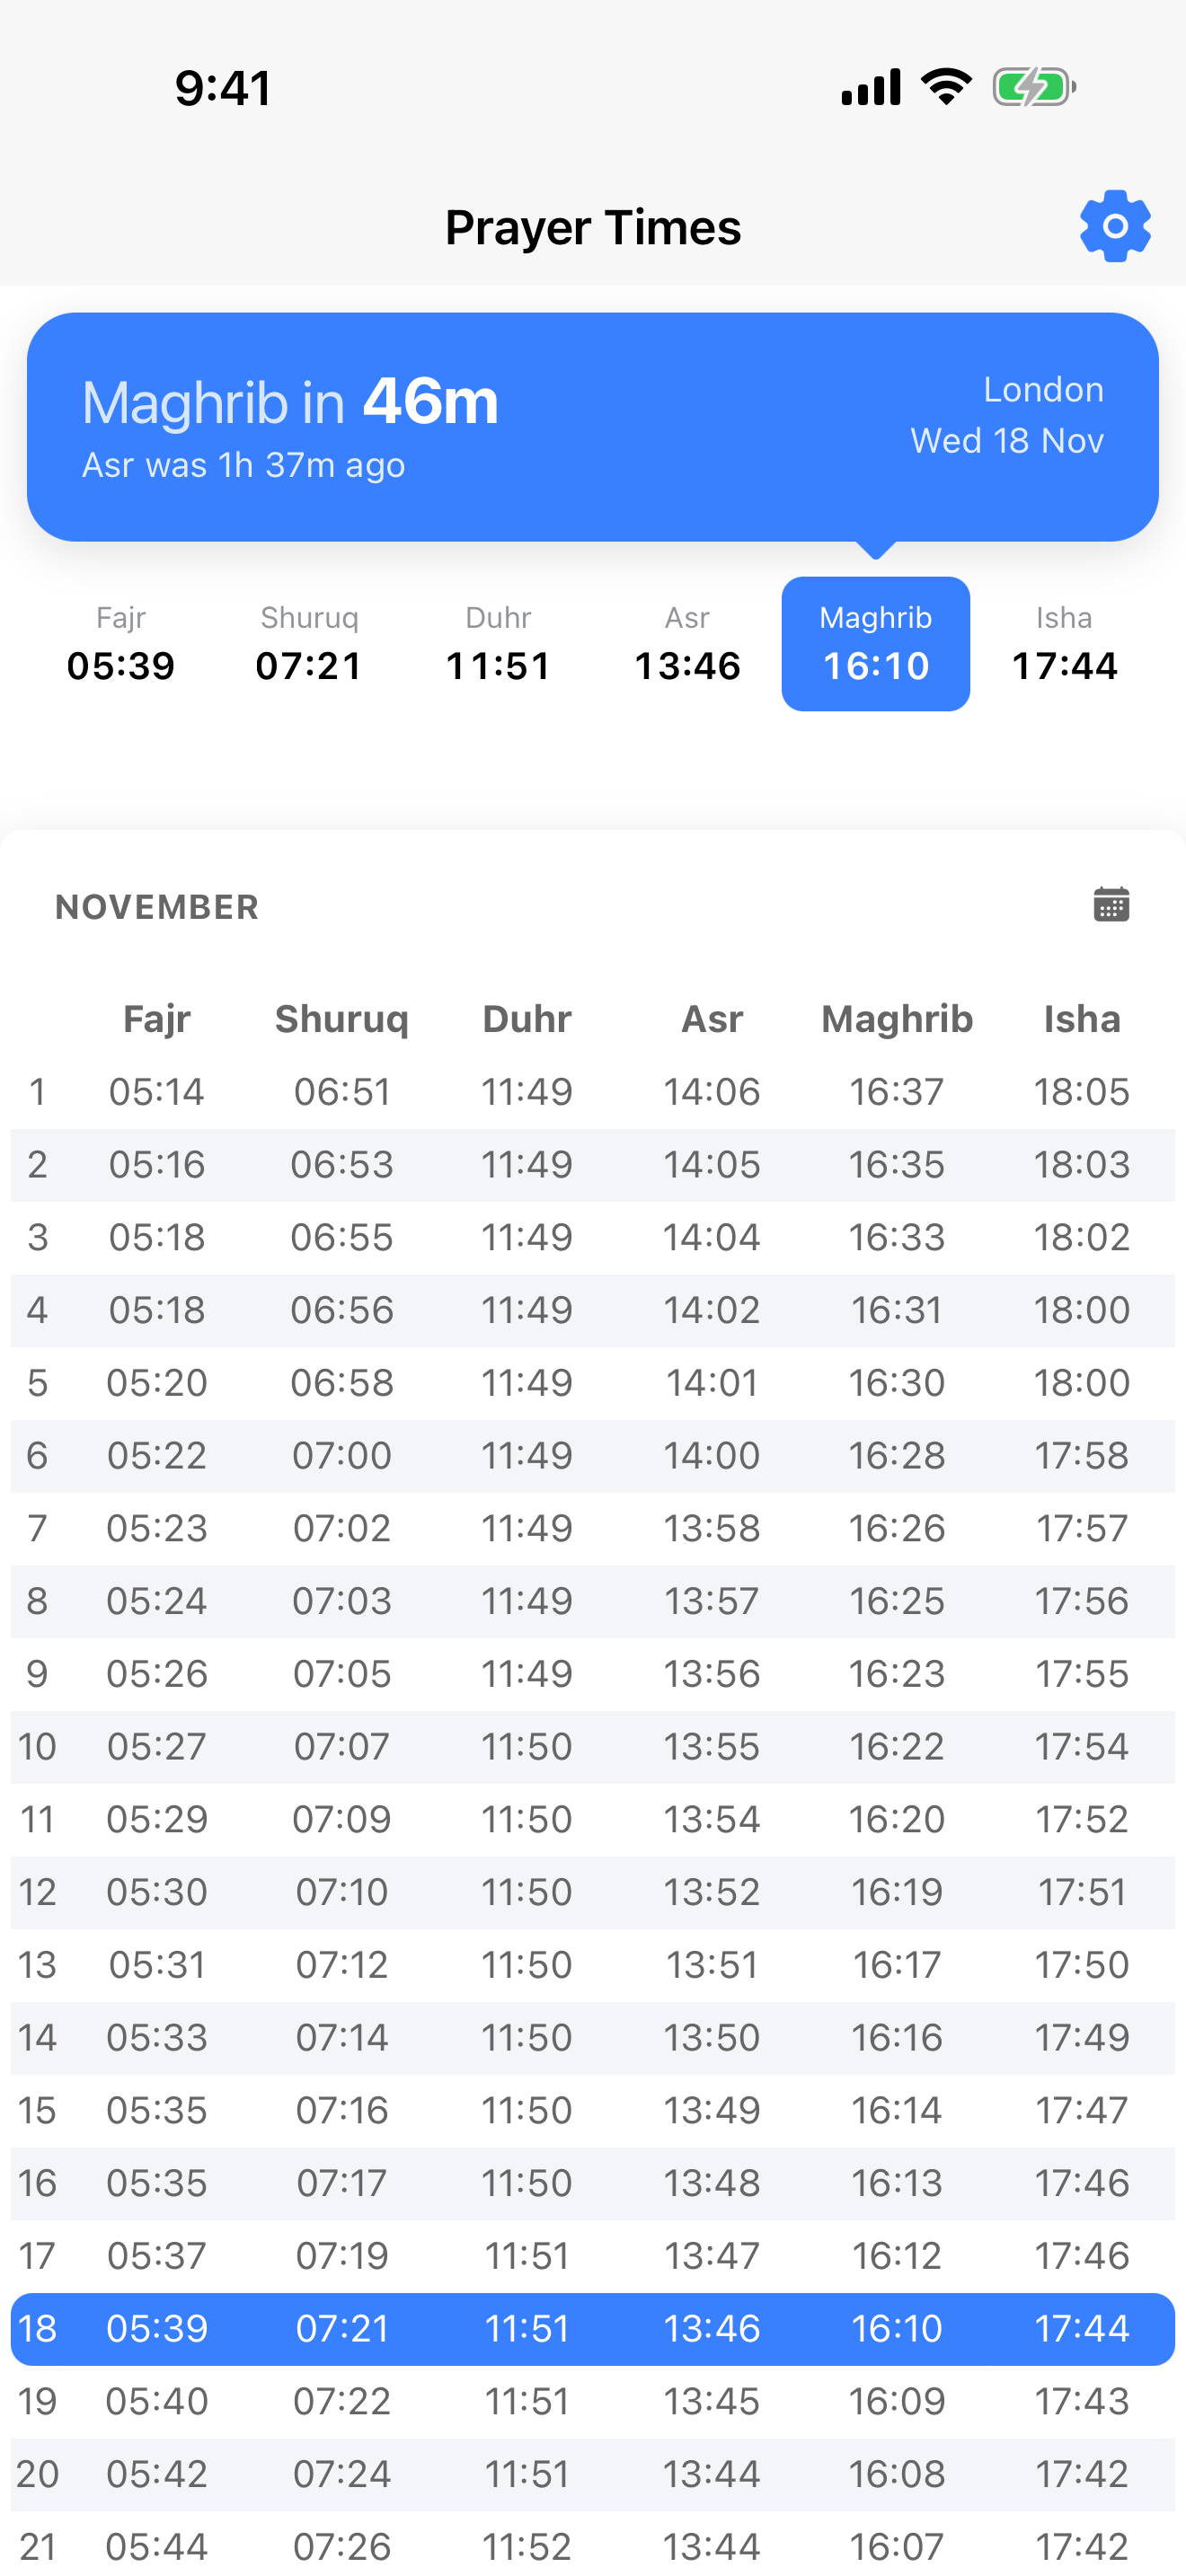 9:41
Prayer Times
Maghrib in 46m
London
Asr was 1h 37m ago
Wed 18 Nov
Fajr Shuruq Duhr Asr Maghrib Isha
05:39 07:21 11:51 13:46 16:10 17:44
NOVEMBER
Fajr Shuruq Duhr Asr Maghrib Isha
1 05:14 06:51 11:49 14:06 16:37 18:05
2 05:16 06:53 11:49 14:05 16:35 18:03
3 05:18 06:55 11:49 14:04 16:33 18:02
4 05:18 06:56 11:49 14:02 16:31 18:00
5 05:20 06:58 11:49 14:01 16:30 18:00
6 05:22 07:00 11:49 14:00 16:28 17:58
7 05:23 07:02 11:49 13:58 16:26 17:57
8 05:24 07:03 11:49 13:57 16:25 17:56
9 05:26 07:05 11:49 13:56 16:23 17:55
10 05:27 07:07 11:50 13:55 16:22 17:54
11 05:29 07:09 11:50 13:54 16:20 17:52
12 05:30 07:10 11:50 13:52 16:19 17:51
13 05:31 07:12 11:50 13:51 16:17 17:50
14 05:33 07:14 11:50 13:50 16:16 17:49
15 05:35 07:16 11:50 13:49 16:14 17:47
16 05:35 07:17 11:50 13:48 16:13 17:46
17 05:37 07:19 11:51 13:47 16:12 17:46
18 05:39 07:21 11:51 13:46 16:10 17:44
19 05:40 07:22 11:51 13:45 16:09 17:43
20 05:42 07:24 11:51 13:44 16:08 17:42
21 05:44 07:26 11:52 13:44 16:07 17:42